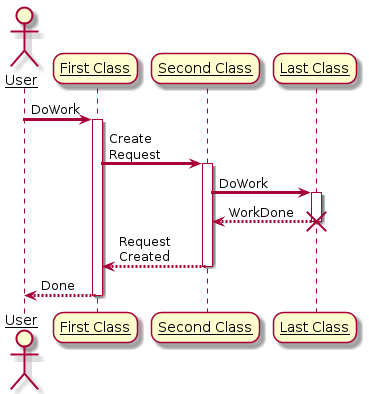 User
First Class
Second Class
Last Class
DoWork
Create
Request
DoWork
WorkDone
Request
Created
Done
User
First Class
Second Class
Last Class